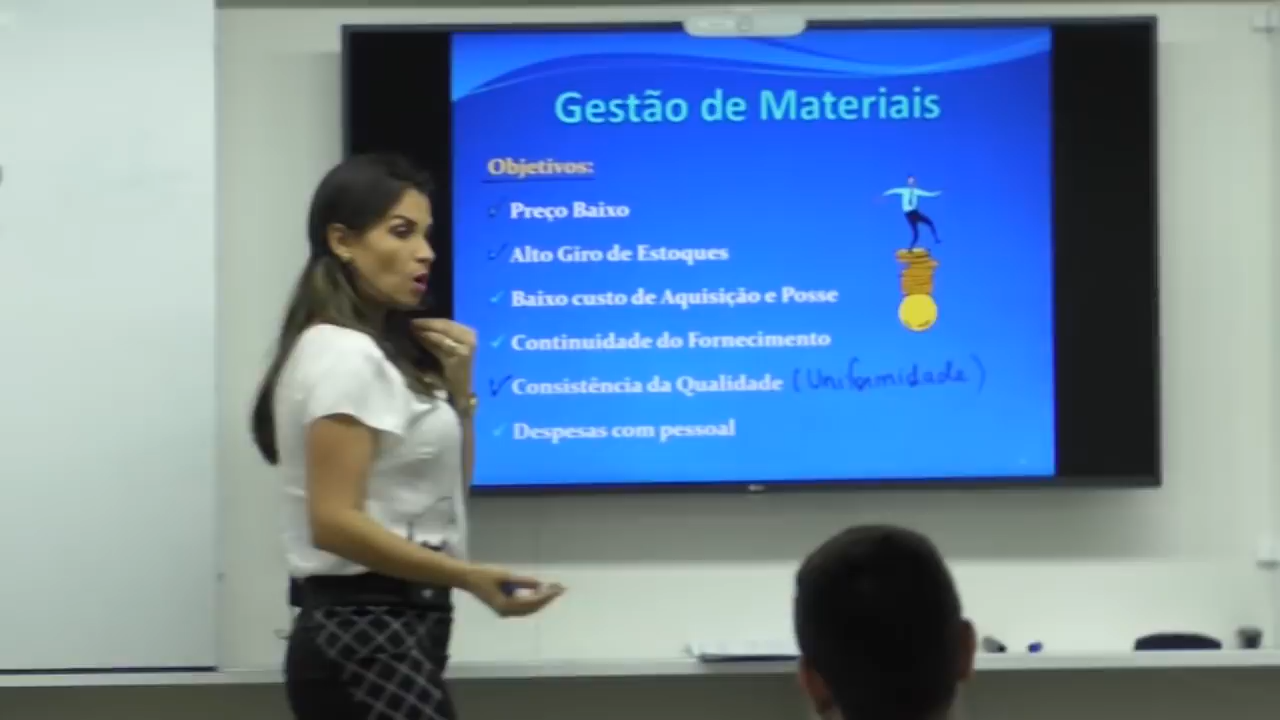 Gestão de Materiais
Objetivos:
Preço Baixo
Alto Giro de Estoques
Baixo custo de Aquisição e Posse
Continuidade do Fornecimento
Consistência da Qualidade (Uniformidade)
Despesas com pessoal